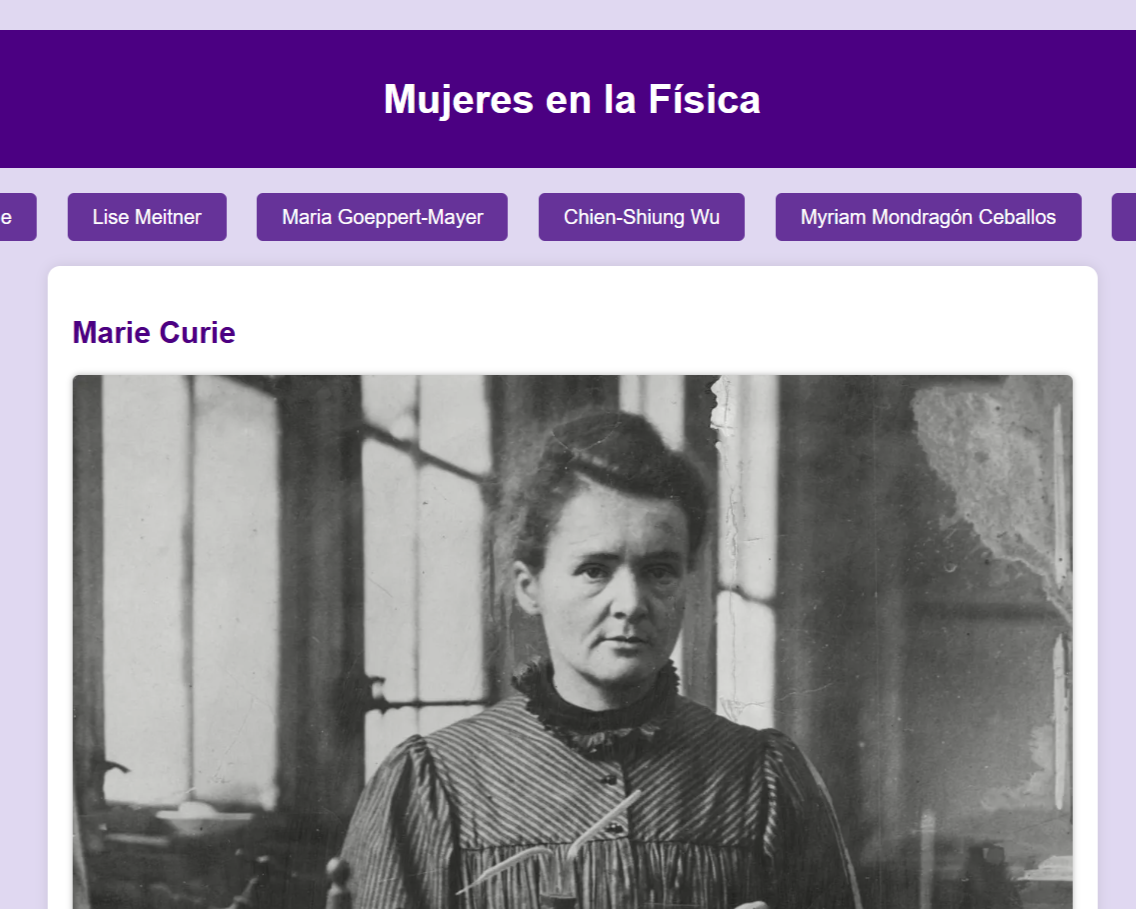 Mujeres en la Física
e Lise Meitner Maria Goeppert-Mayer Chien-Shiung Wu Myriam Mondragón Ceballos
Marie Curie